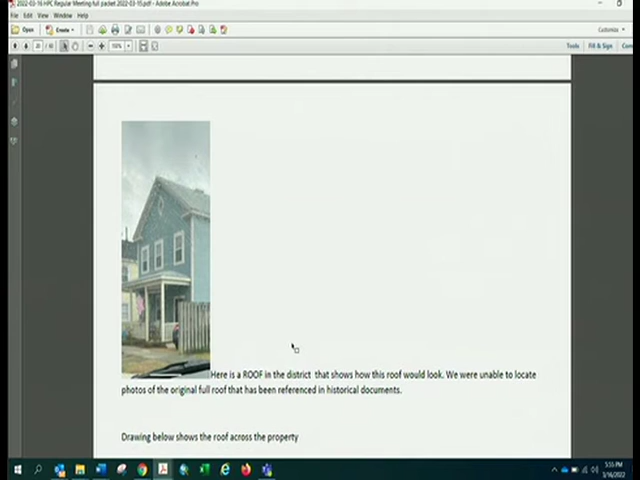 2022-03-16 HPC Regular Meeting full packet 2022-03-15.pdf - Adobe Acrobat Pro
File Edit View Window Help
Open Create
Customize
Tools Fill & Sign
Here is a ROOF in the district that shows how this roof would look. We were unable to locate
photos of the original full roof that has been referenced in historical documents.
Drawing below shows the roof across the property
5:55 PM
3/16/2022